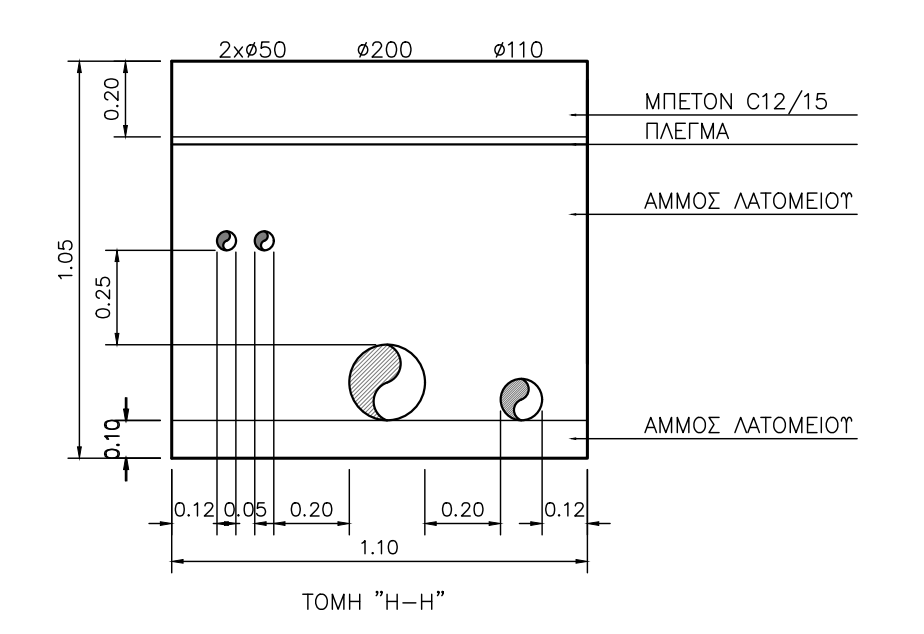 2xø50 ø200 ø110
0.20
ΜΠΕΤΟΝ C12/15
ΠΛΕΓΜΑ
ΑΜΜΟΣ ΛΑΤΟΜΕΙΟΥ
1.05
0.25
0.10
ΑΜΜΟΣ ΛΑΤΟΜΕΙΟΥ
0.12 0.05 0.20 0.20 0.12
1.10
ΤΟΜΗ "Η-Η"